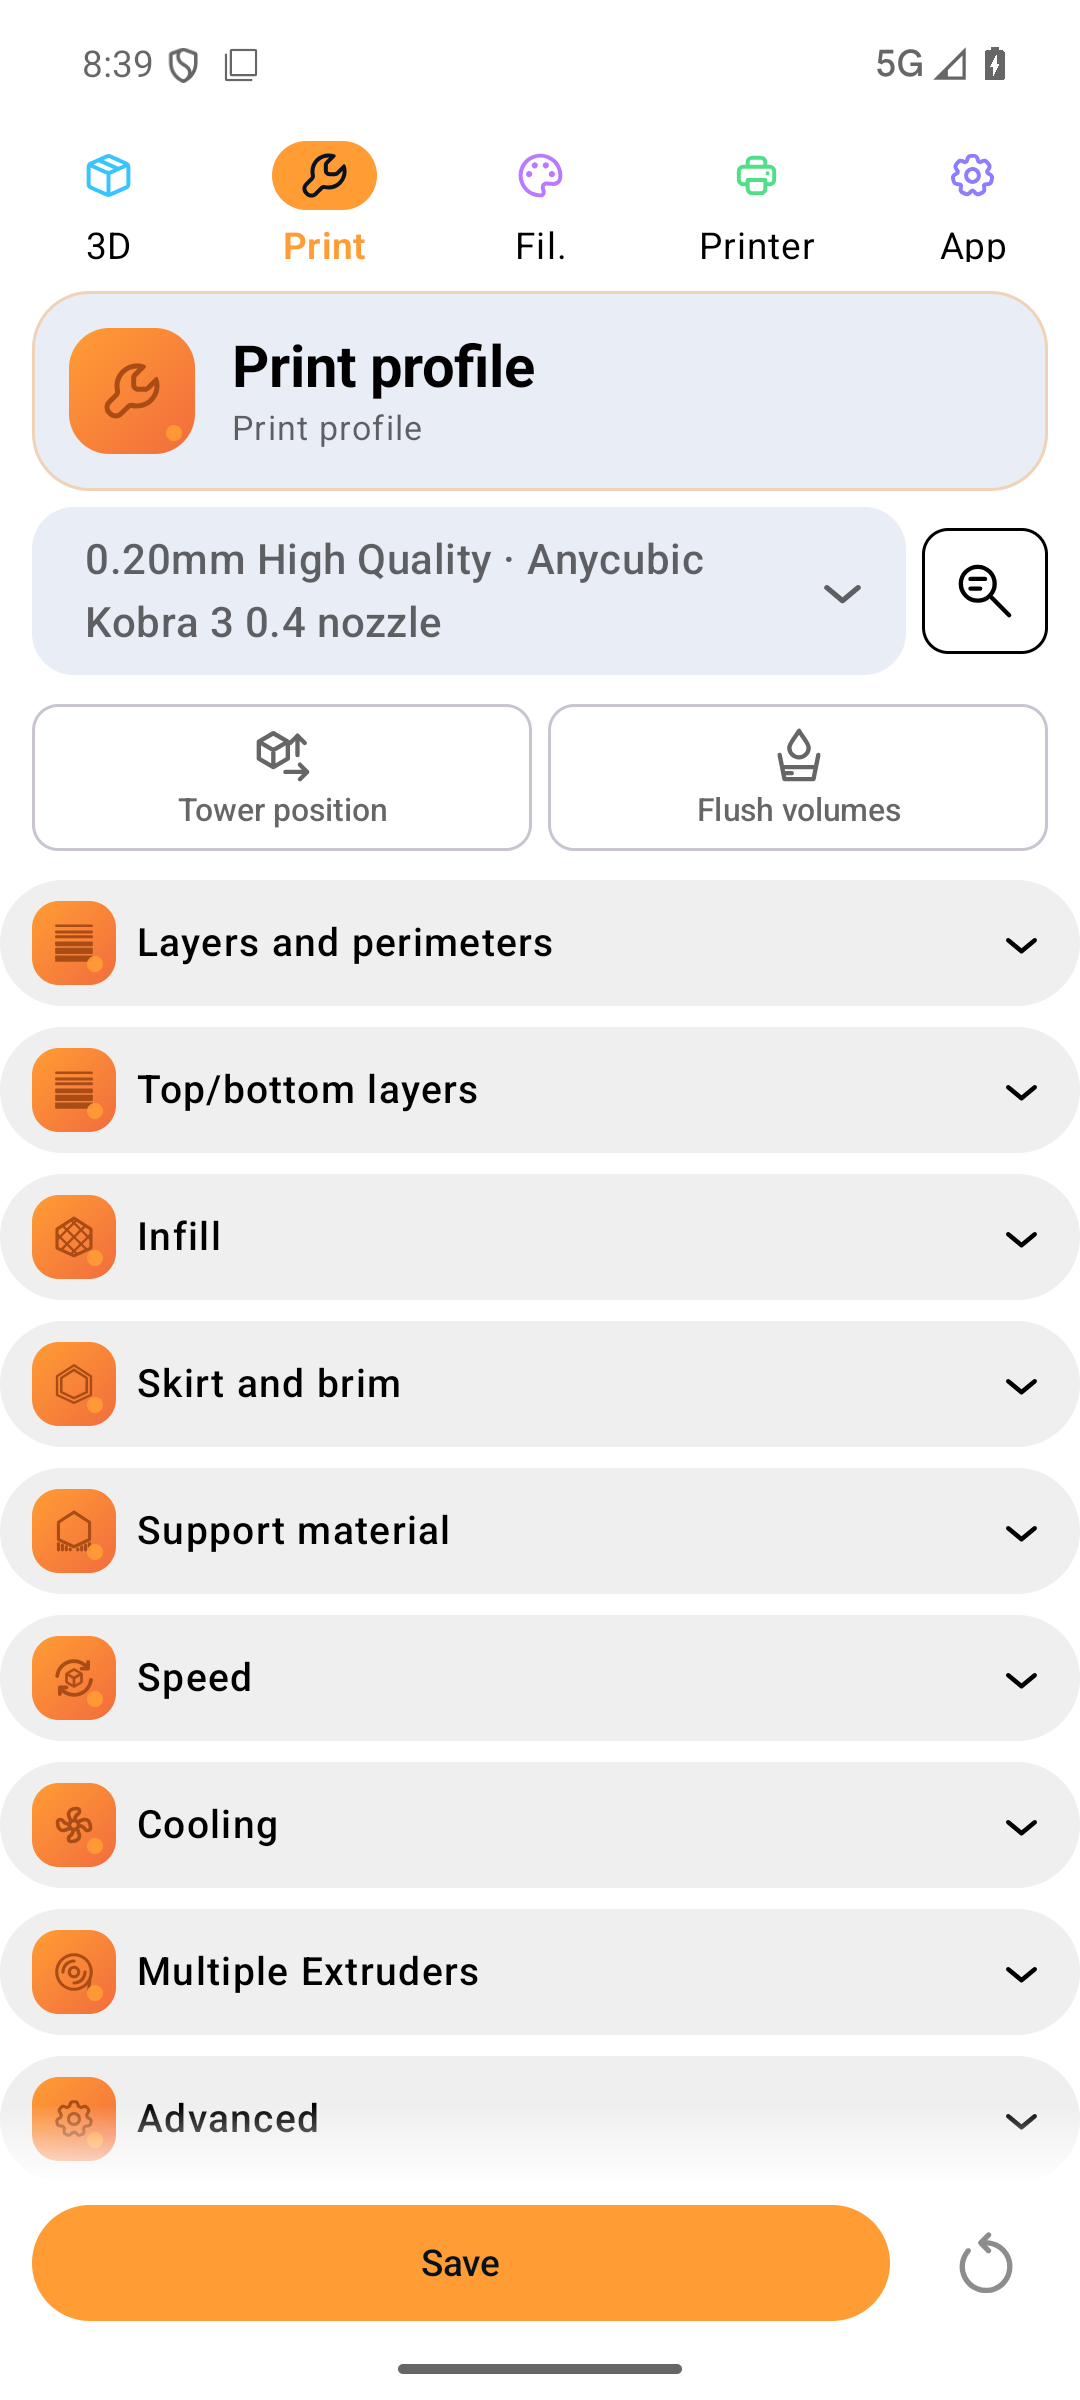 8:39
5G
3D
Print
Fil.
Printer
App
Print profile
Print profile
0.20mm High Quality · Anycubic
Kobra 3 0.4 nozzle
Tower position
Flush volumes
Layers and perimeters
Top/bottom layers
Infill
Skirt and brim
Support material
Speed
Cooling
Multiple Extruders
Advanced
Save